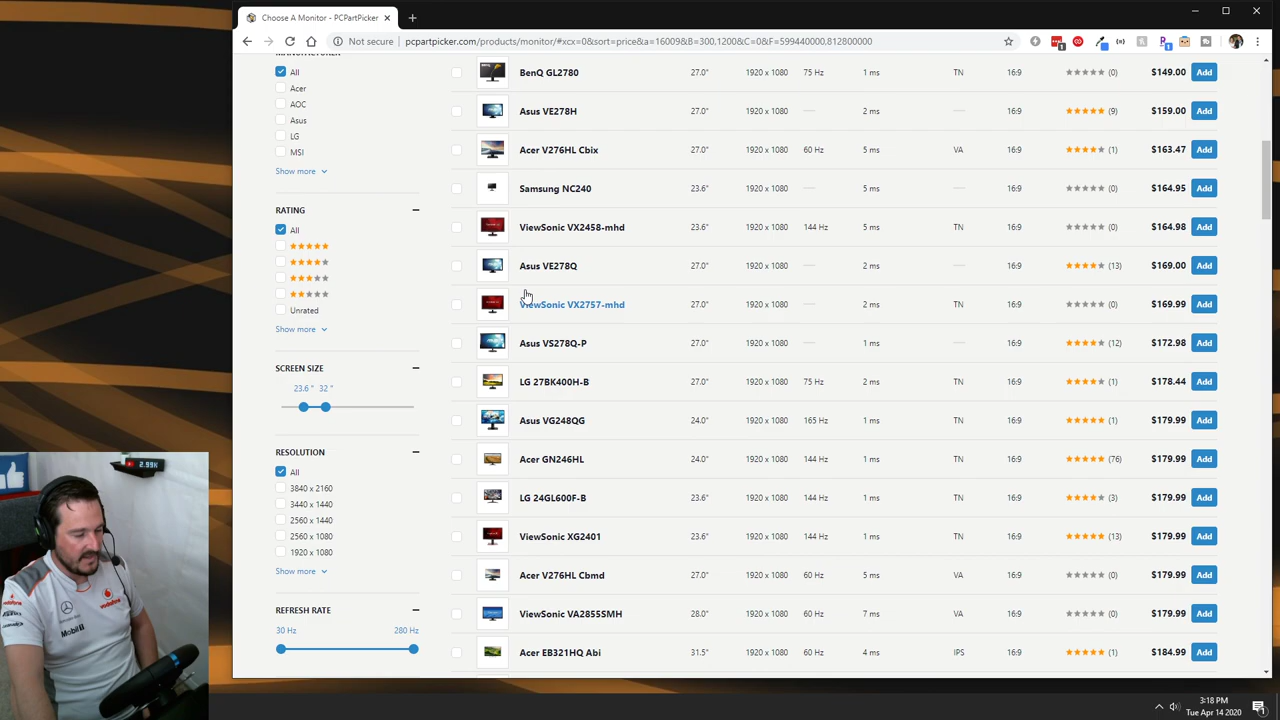 Choose A Monitor - PCPartPicker
Not secure
pcpartpicker.com/products/monitor/#xcx=0&sort=price&a=16009&B=330,1200&C=0&F=599440000,812800000
MANUFACTURER
All
Acer
AOC
Asus
LG
MSI
Show more
RATING
All
Unrated
Show more
SCREEN SIZE
23.6 " 32 "
RESOLUTION
All
3840 x 2160
3440 x 1440
2560 x 1440
2560 x 1080
1920 x 1080
Show more
REFRESH RATE
30 Hz 280 Hz
BenQ GL2780 27.0" 1920 x 1080 75 Hz 1 ms TN 16:9 (0) $149.00 Add
Asus VE278H 27.0" 1920 x 1080 2 ms 16:9 (9) $159.00 Add
Acer V276HL Cbix 27.0" 1920 x 1080 60 Hz 5 ms VA 16:9 (1) $163.47 Add
Samsung NC240 23.6" 1920 x 1080 5 ms 16:9 (0) $164.95 Add
ViewSonic VX2458-mhd 23.6" 1920 x 1080 144 Hz 5 ms TN 16:9 (0) $164.98 Add
Asus VE278Q 27.0" 1920 x 1080 2 ms 16:9 (13) Add
ViewSonic VX2757-mhd 27.0" 1920 x 1080 2 ms TN 16:9 (0) $169.99 Add
Asus VS278Q-P 27.0" 1920 x 1080 1 ms TN 16:9 (12) $172.98 Add
LG 27BK400H-B 27.0" 1920 x 1080 75 Hz 2 ms TN 16:9 (1) $178.44 Add
Asus VG248QG 24.0" 1920 x 1080 165 Hz 1 ms TN 16:9 (1) $179.99 Add
Acer GN246HL 24.0" 1920 x 1080 144 Hz 1 ms TN 16:9 (76) $179.99 Add
LG 24GL600F-B 23.6" 1920 x 1080 144 Hz 1 ms TN 16:9 (3) $179.99 Add
ViewSonic XG2401 23.6" 1920 x 1080 144 Hz 1 ms TN 16:9 (13) $179.99 Add
Acer V276HL Cbmd 27.0" 1920 x 1080 60 Hz 5 ms VA 16:9 (0) $179.99 Add
ViewSonic VA2855SMH 28.0" 1920 x 1080 60 Hz 7 ms VA 16:9 (0) $179.99 Add
Acer EB321HQ Abi 31.5" 1920 x 1080 60 Hz 4 ms IPS 16:9 (1) $184.99 Add
2.99K
vodafone
Mobil 1
3:18 PM
Tue Apr 14 2020